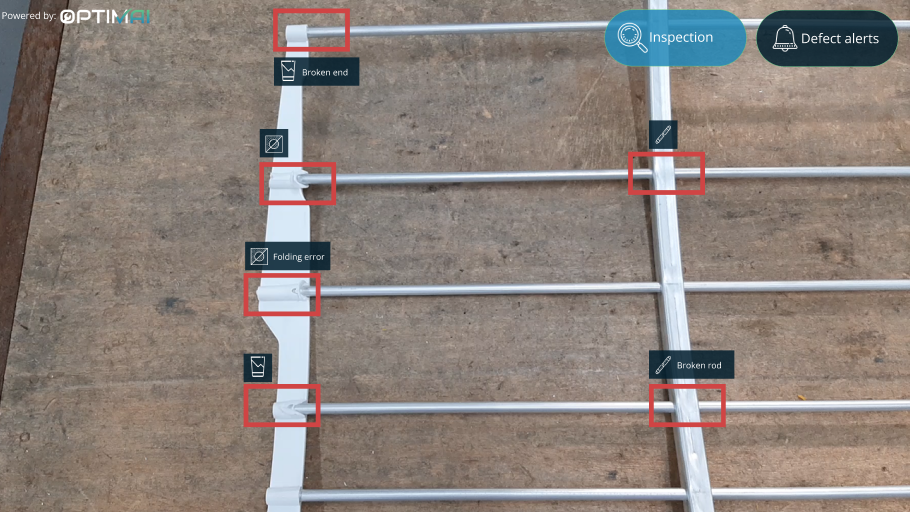 Powered by: OPTIMAI
Inspection
Defect alerts
Broken end
Folding error
Broken rod